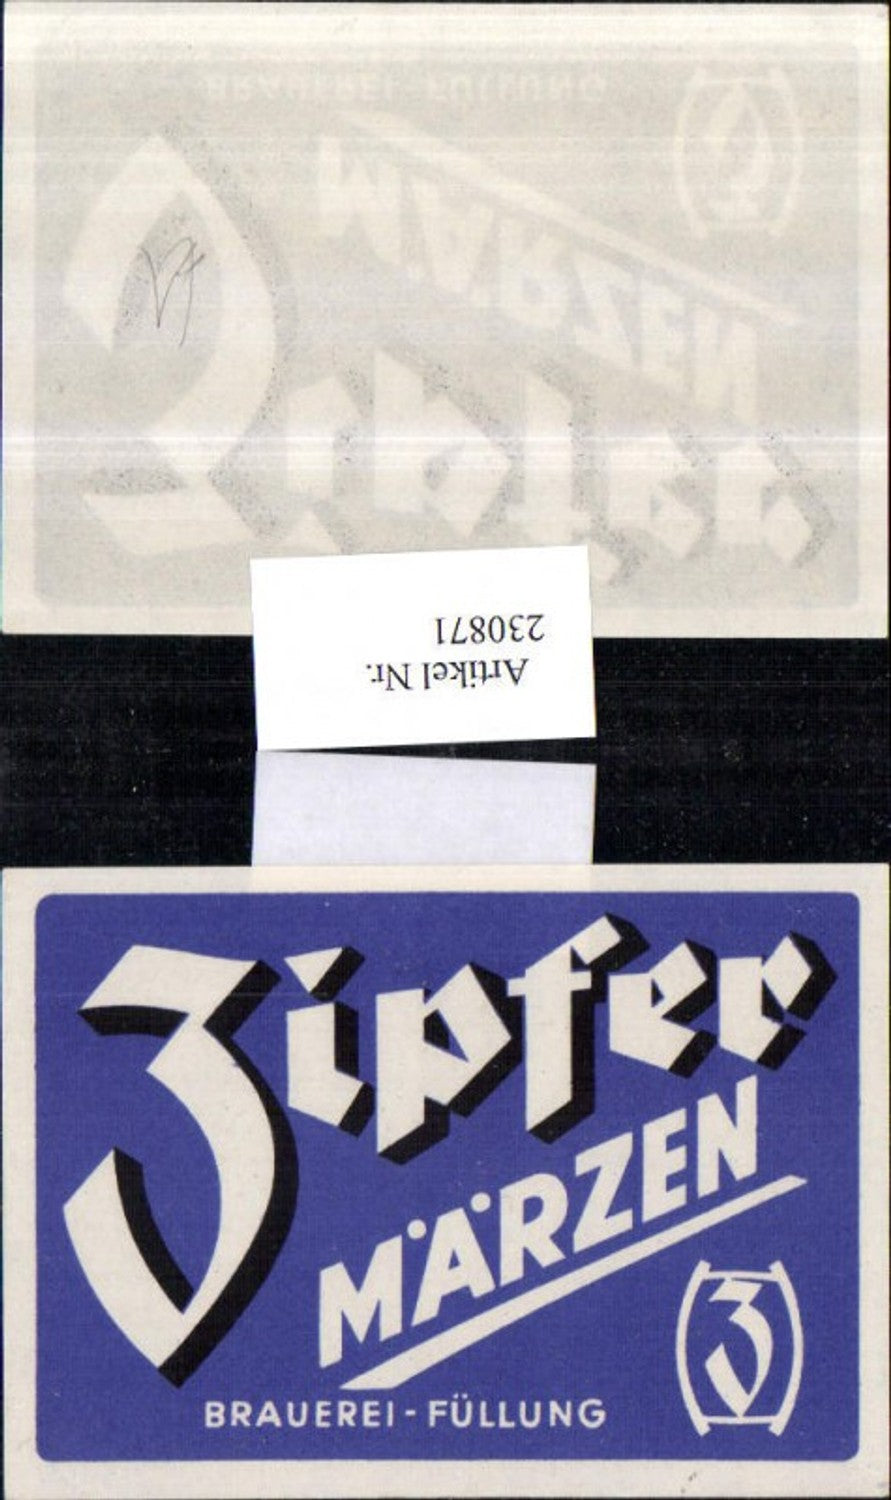 Artikel Nr.
230871
Zipfer
MÄRZEN
Z
BRAUEREI - FÜLLUNG